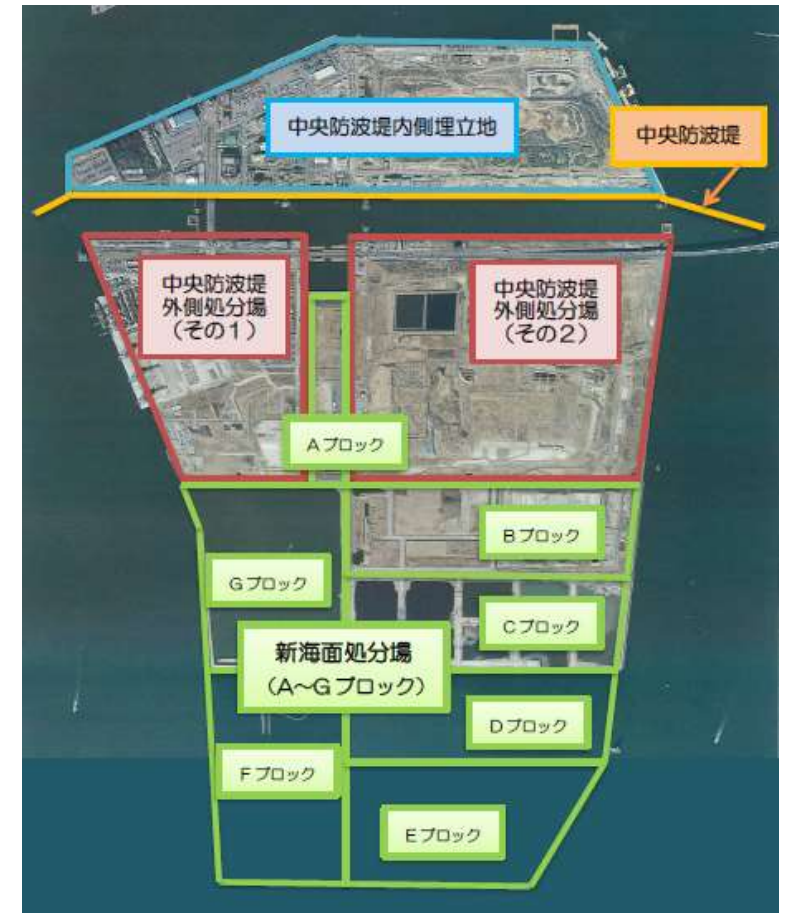 中央防波堤内側埋立地
中央防波堤
中央防波堤
外側処分場
（その１）
中央防波堤
外側処分場
（その２）
Aブロック
Bブロック
Gブロック
Cブロック
新海面処分場
（A～Gブロック）
Dブロック
Fブロック
Eブロック